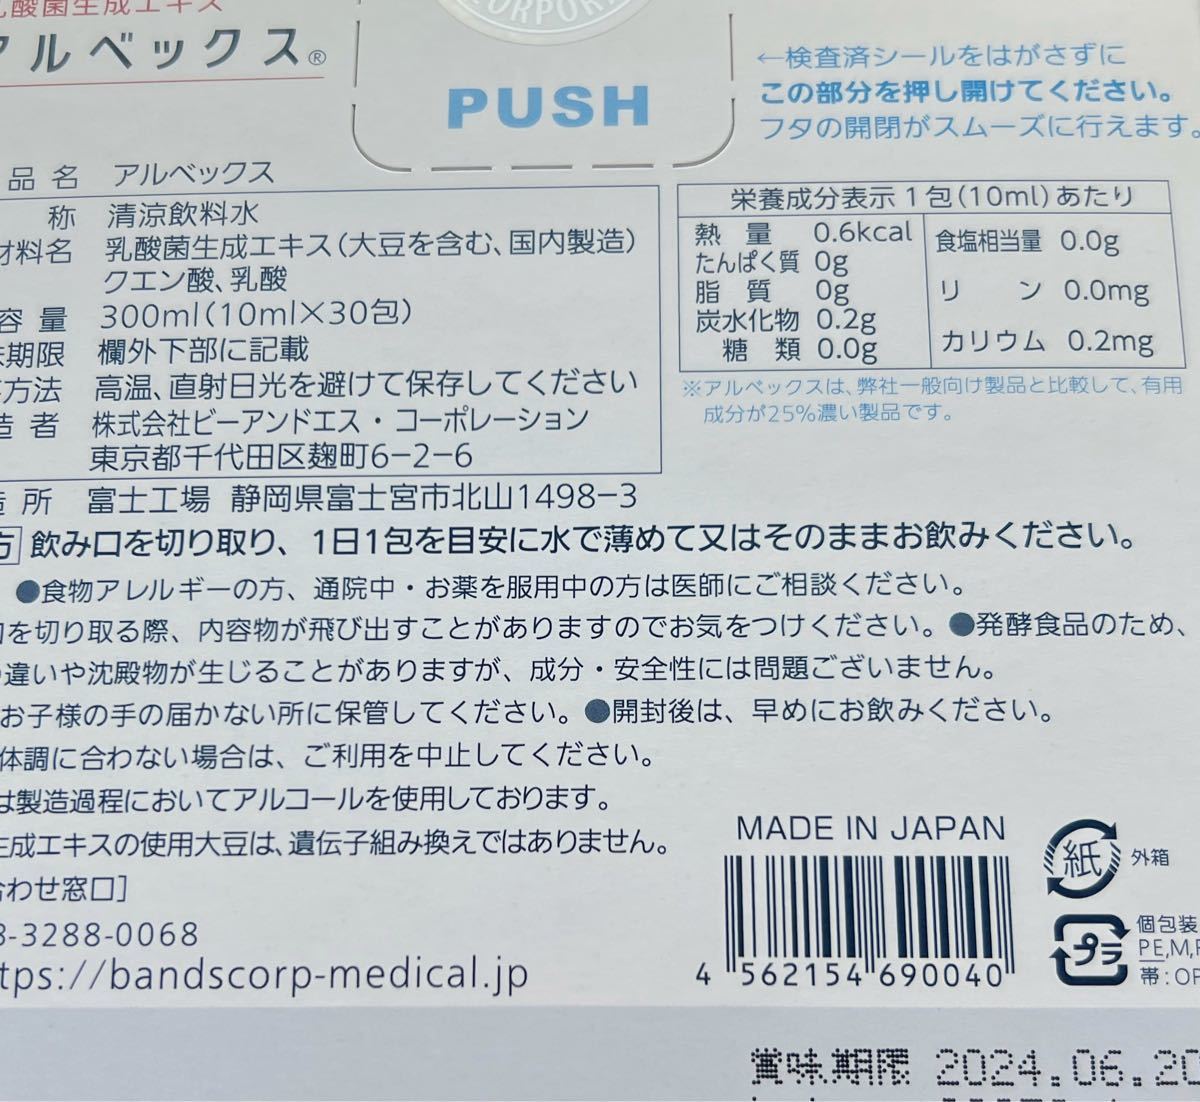 乳酸菌生成エキス
アルベックス®
CORPOR
PUSH
←検査済シールをはがさずに
この部分を押し開けてください。
フタの開閉がスムーズに行えます。
品名 アルベックス
称 清涼飲料水
材料名 乳酸菌生成エキス(大豆を含む、国内製造)
クエン酸、乳酸
容量 300ml(10ml×30包)
味期限 欄外下部に記載
方法 高温、直射日光を避けて保存してください
造者 株式会社ビーアンドエス・コーポレーション
東京都千代田区麹町6-2-6
造所 富士工場 静岡県富士宮市北山1498-3
栄養成分表示1包(10ml)あたり
熱量 0.6kcal
たんぱく質 0g
脂質 0g
炭水化物 0.2g
糖類 0.0g
食塩相当量 0.0g
リン 0.0mg
カリウム 0.2mg
※アルベックスは、弊社一般向け製品と比較して、有用
成分が25%濃い製品です。
方 飲み口を切り取り、1日1包を目安に水で薄めて又はそのままお飲みください。
●食物アレルギーの方、通院中・お薬を服用中の方は医師にご相談ください。
口を切り取る際、内容物が飛び出すことがありますのでお気をつけください。●発酵食品のため、
違いや沈殿物が生じることがありますが、成分・安全性には問題ございません。
お子様の手の届かない所に保管してください。●開封後は、早めにお飲みください。
体調に合わない場合は、ご利用を中止してください。
は製造過程においてアルコールを使用しております。
生成エキスの使用大豆は、遺伝子組み換えではありません。
合わせ窓口]
3-3288-0068
tps://bandscorp-medical.jp
MADE IN JAPAN
4 562154 690040
紙 外箱
プラ 個包装
PE,M,P
帯:OP
賞味期限 2024.06.20